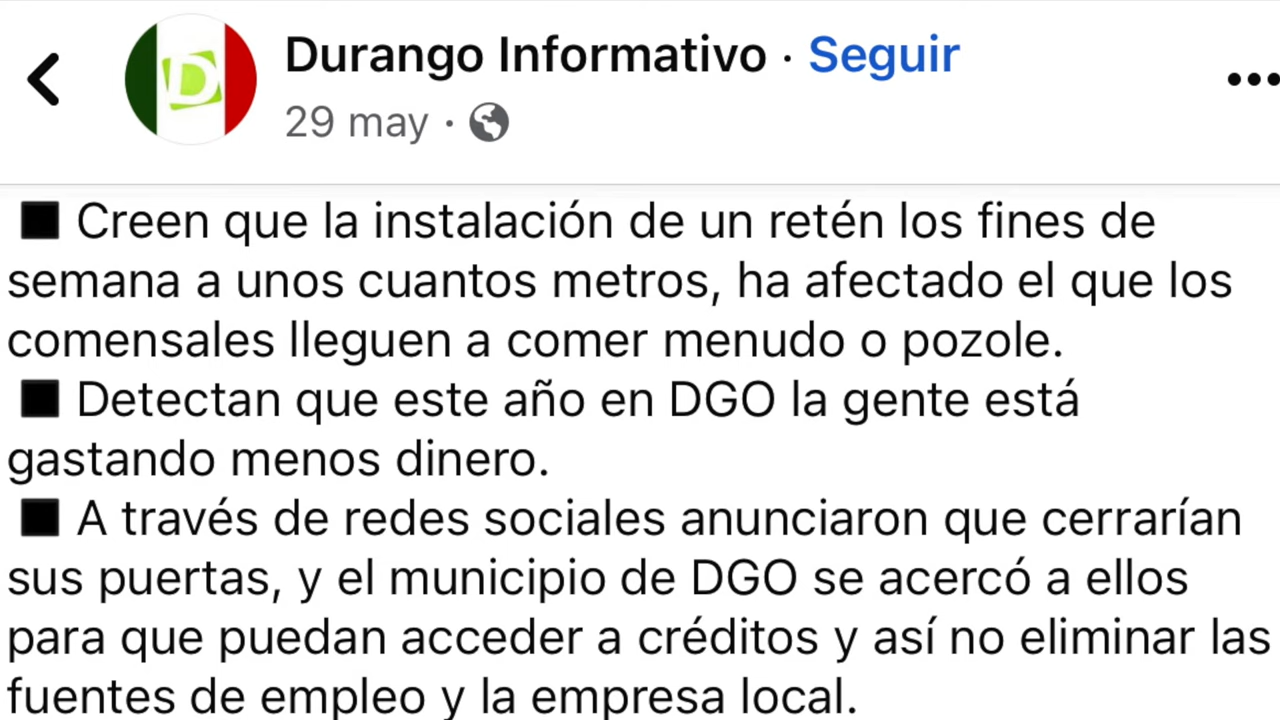 Durango Informativo · Seguir
29 may ·
■ Creen que la instalación de un retén los fines de
semana a unos cuantos metros, ha afectado el que los
comensales lleguen a comer menudo o pozole.
■ Detectan que este año en DGO la gente está
gastando menos dinero.
■ A través de redes sociales anunciaron que cerrarían
sus puertas, y el municipio de DGO se acercó a ellos
para que puedan acceder a créditos y así no eliminar las
fuentes de empleo y la empresa local.